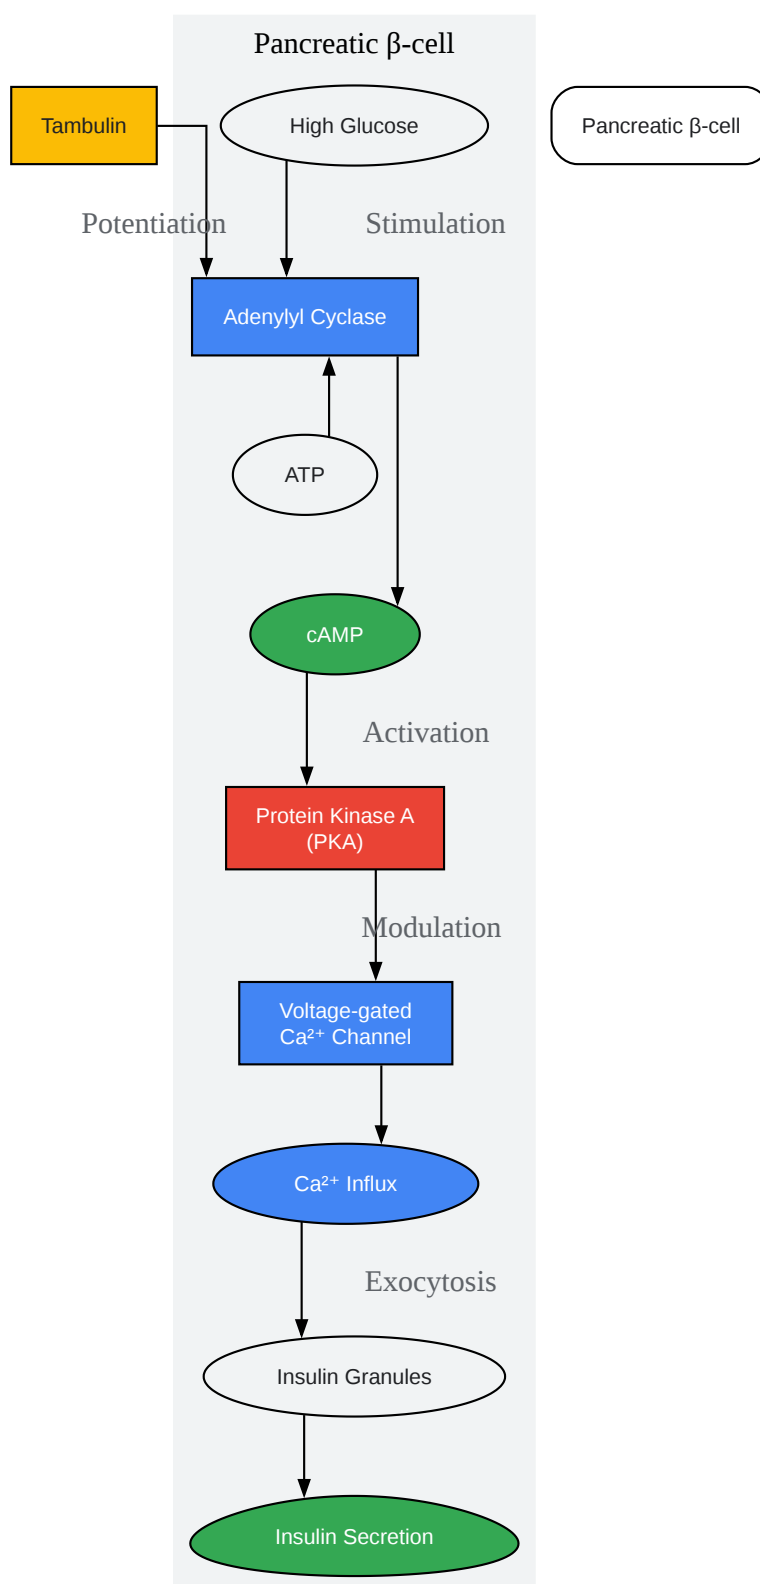 Pancreatic β-cell
Tambulin
High Glucose
Pancreatic β-cell
Potentiation
Stimulation
Adenylyl Cyclase
ATP
cAMP
Activation
Protein Kinase A
(PKA)
Modulation
Voltage-gated
Ca²⁺ Channel
Ca²⁺ Influx
Exocytosis
Insulin Granules
Insulin Secretion